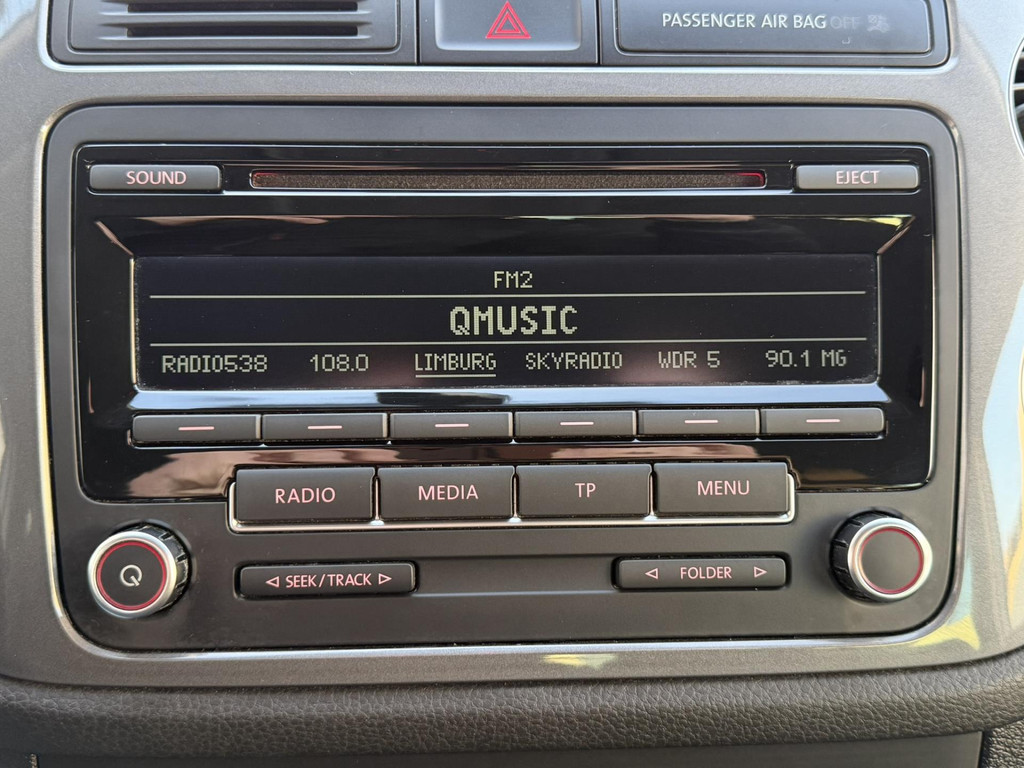 PASSENGER AIR BAG OFF
SOUND
EJECT
FM2
QMUSIC
RADIO538 108.0 LIMBURG SKYRADIO WDR 5 90.1 MG
RADIO MEDIA TP MENU
SEEK/TRACK
FOLDER